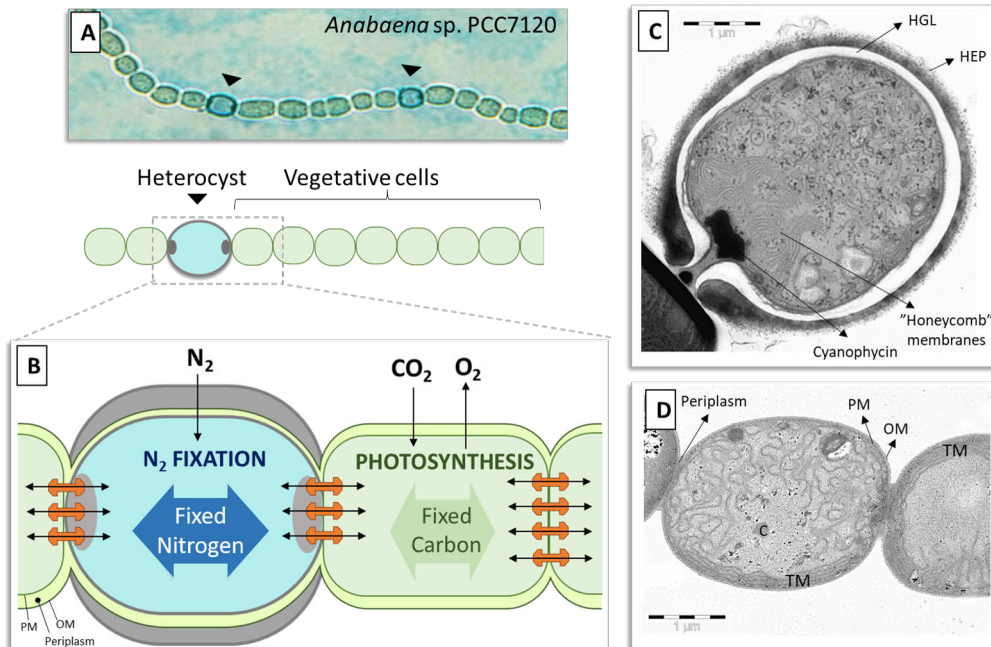 A
Anabaena sp. PCC7120
Heterocyst
Vegetative cells
B
N2
CO2
O2
N2 FIXATION
PHOTOSYNTHESIS
Fixed
Nitrogen
Fixed
Carbon
PM
OM
Periplasm
C
1 µm
HGL
HEP
"Honeycomb"
membranes
Cyanophycin
D
Periplasm
PM
OM
TM
C
TM
1 µm